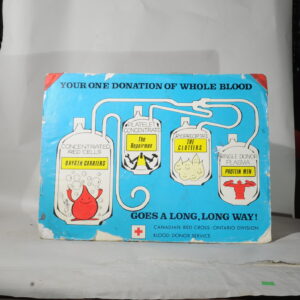 YOUR ONE DONATION OF WHOLE BLOOD
PLATELET
CONCENTRATE
The
Repairmen
CRYOPRECIPITATE
THE
CLOTTERS
CONCENTRATED
RED CELLS
OXYGEN CARRIERS
SINGLE DONOR
PLASMA
PROTEIN MEN
GOES A LONG, LONG WAY!
CANADIAN RED CROSS - ONTARIO DIVISION
BLOOD DONOR SERVICE